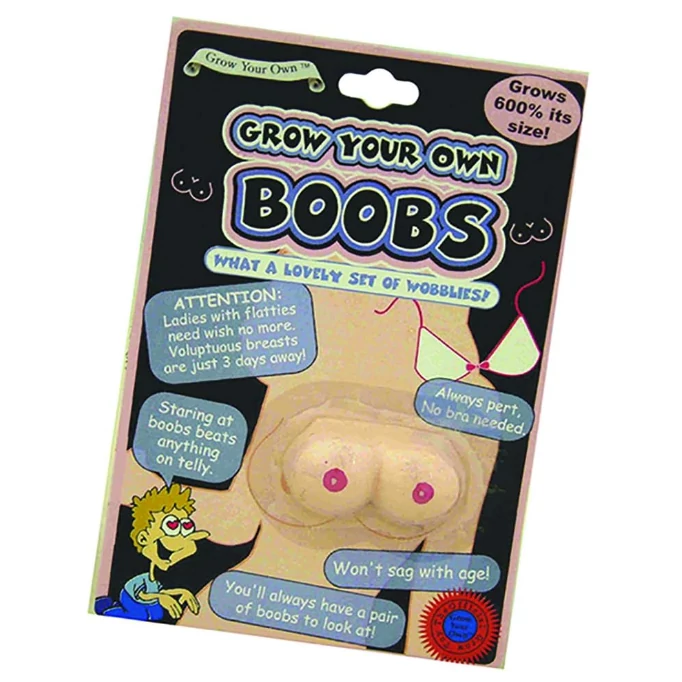 Grow Your Own™
Grows
600% its
size!
GROW YOUR OWN
BOOBS
WHAT A LOVELY SET OF WOBBLIES!
ATTENTION:
Ladies with flatties
need wish no more.
Voluptuous breasts
are just 3 days away!
Always pert,
No bra needed.
Staring at
boobs beats
anything
on telly.
Won't sag with age!
You'll always have a pair
of boobs to look at!
Grow
Your
Own™